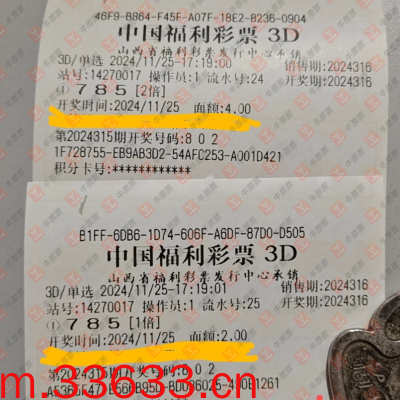 46F9-B864-F45F-A07F-18E2-8236-0904
中国福利彩票 3D
山西省福利彩票发行中心承销
3D/单选 2024/11/25-17:19:00 销售期:2024316
站号:14270017 操作员:1 流水号:24 开奖期:2024316
① 7 8 5 [2倍]
开奖时间:2024/11/25 面额:4.00
第2024315期开奖号码:8 0 2
1F728755-EB9AB3D2-54AFC253-A001D421
积分卡号:************
B1FF-6DB6-1D74-606F-A6DF-87D0-D505
中国福利彩票 3D
山西省福利彩票发行中心承销
3D/单选 2024/11/25-17:19:01 销售期:2024316
站号:14270017 操作员:1 流水号:25 开奖期:2024316
① 7 8 5 [1倍]
开奖时间:2024/11/25 面额:2.00
8 0 2
m.33d33.cn